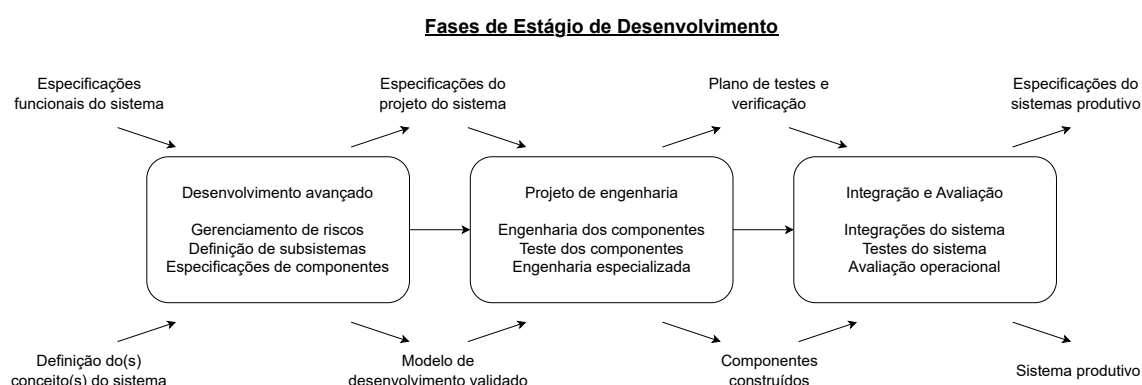 Fases de Estágio de Desenvolvimento
Especificações
funcionais do sistema
Especificações do
projeto do sistema
Plano de testes e
verificação
Especificações do
sistemas produtivo
Desenvolvimento avançado
Gerenciamento de riscos
Definição de subsistemas
Especificações de componentes
Projeto de engenharia
Engenharia dos componentes
Teste dos componentes
Engenharia especializada
Integração e Avaliação
Integrações do sistema
Testes do sistema
Avaliação operacional
Definição do(s)
conceito(s) do sistema
Modelo de
desenvolvimento validado
Componentes
construídos
Sistema produtivo